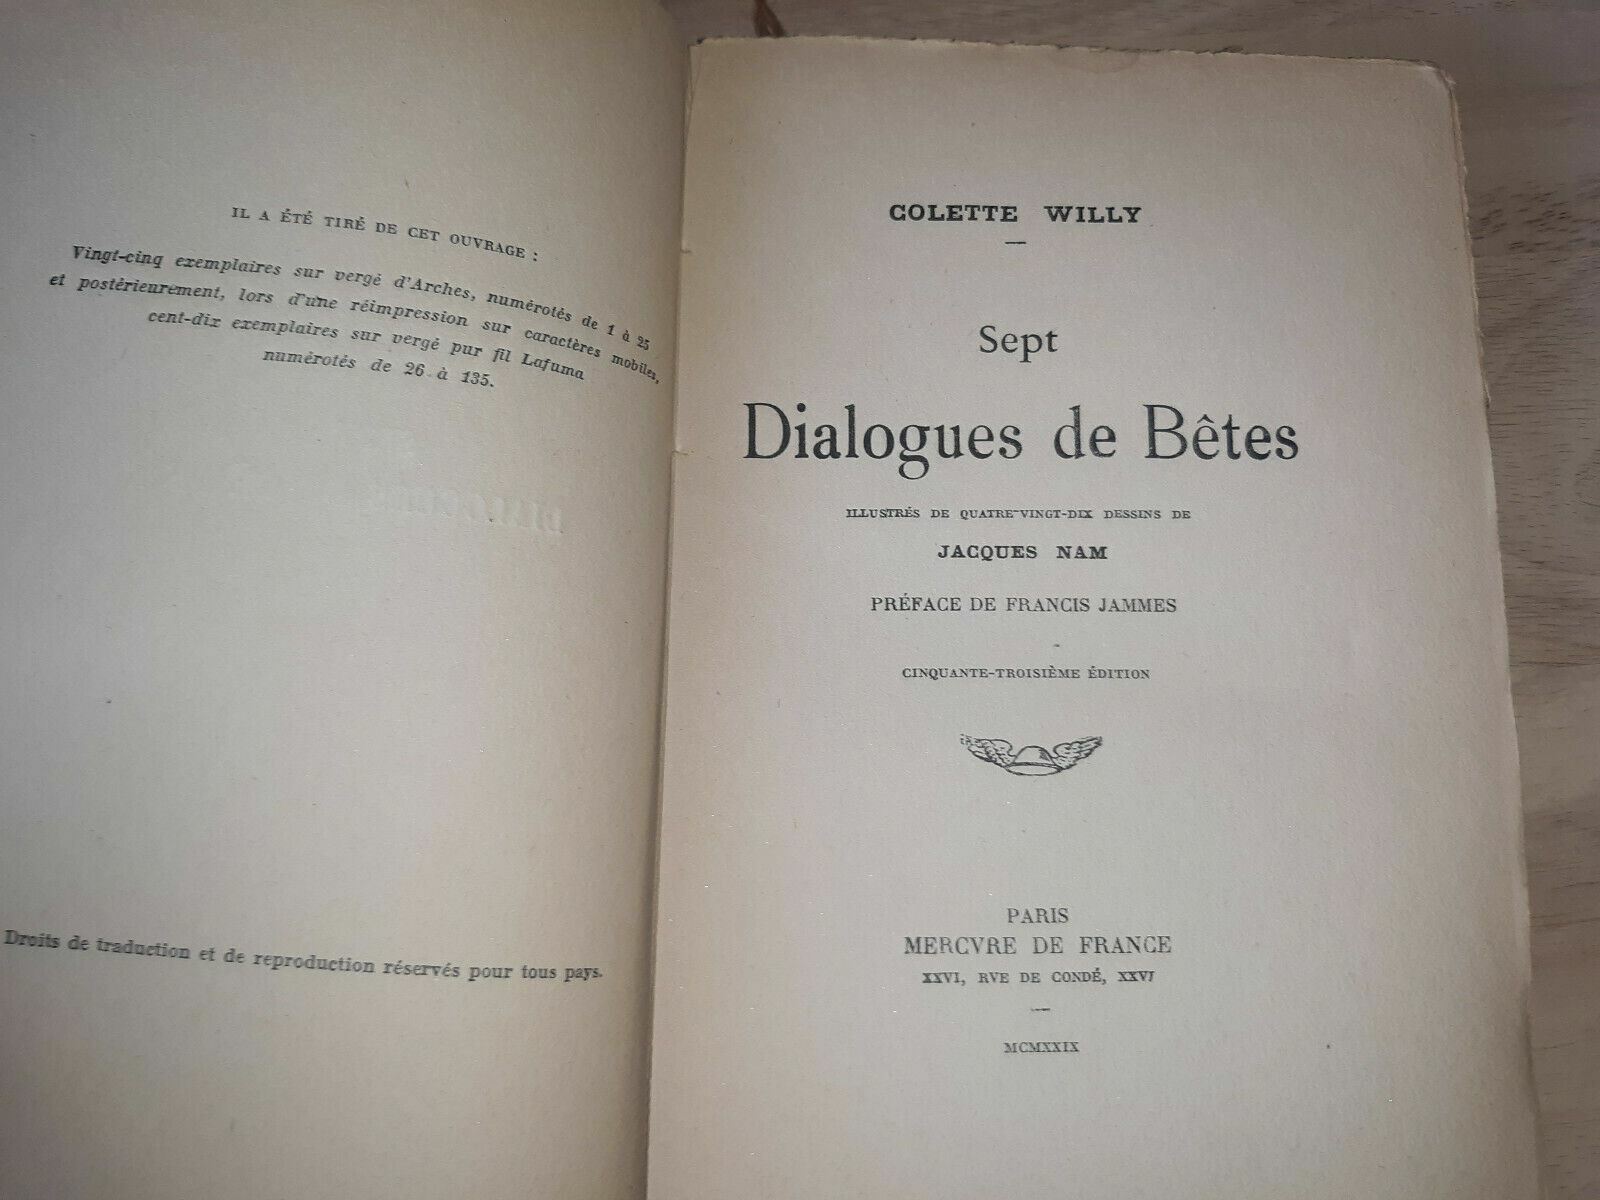 IL A ÉTÉ TIRÉ DE CET OUVRAGE :
Vingt-cinq exemplaires sur vergé d'Arches, numérotés de 1 à 25
et postérieurement, lors d'une réimpression sur caractères mobiles,
cent-dix exemplaires sur vergé pur fil Lafuma
numérotés de 26 à 135.
Droits de traduction et de reproduction réservés pour tous pays.
COLETTE WILLY
Sept
Dialogues de Bêtes
ILLUSTRÉS DE QUATRE-VINGT-DIX DESSINS DE
JACQUES NAM
PRÉFACE DE FRANCIS JAMMES
CINQUANTE-TROISIÈME ÉDITION
PARIS
MERCVRE DE FRANCE
XXVI, RVE DE CONDÉ, XXVI
MCMXXIX